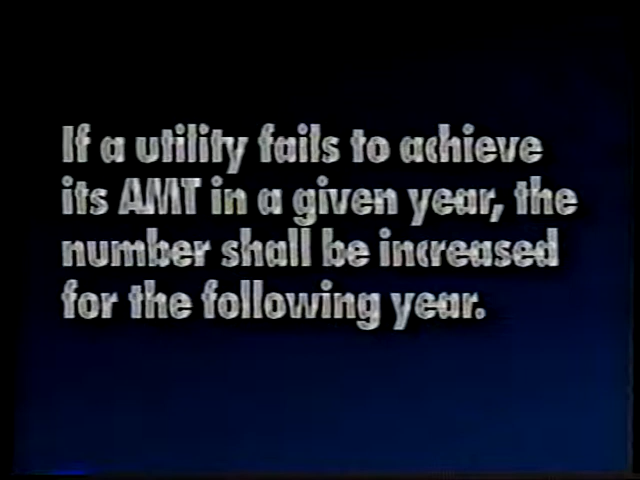 If a utility fails to achieve
its AMT in a given year, the
number shall be increased
for the following year.